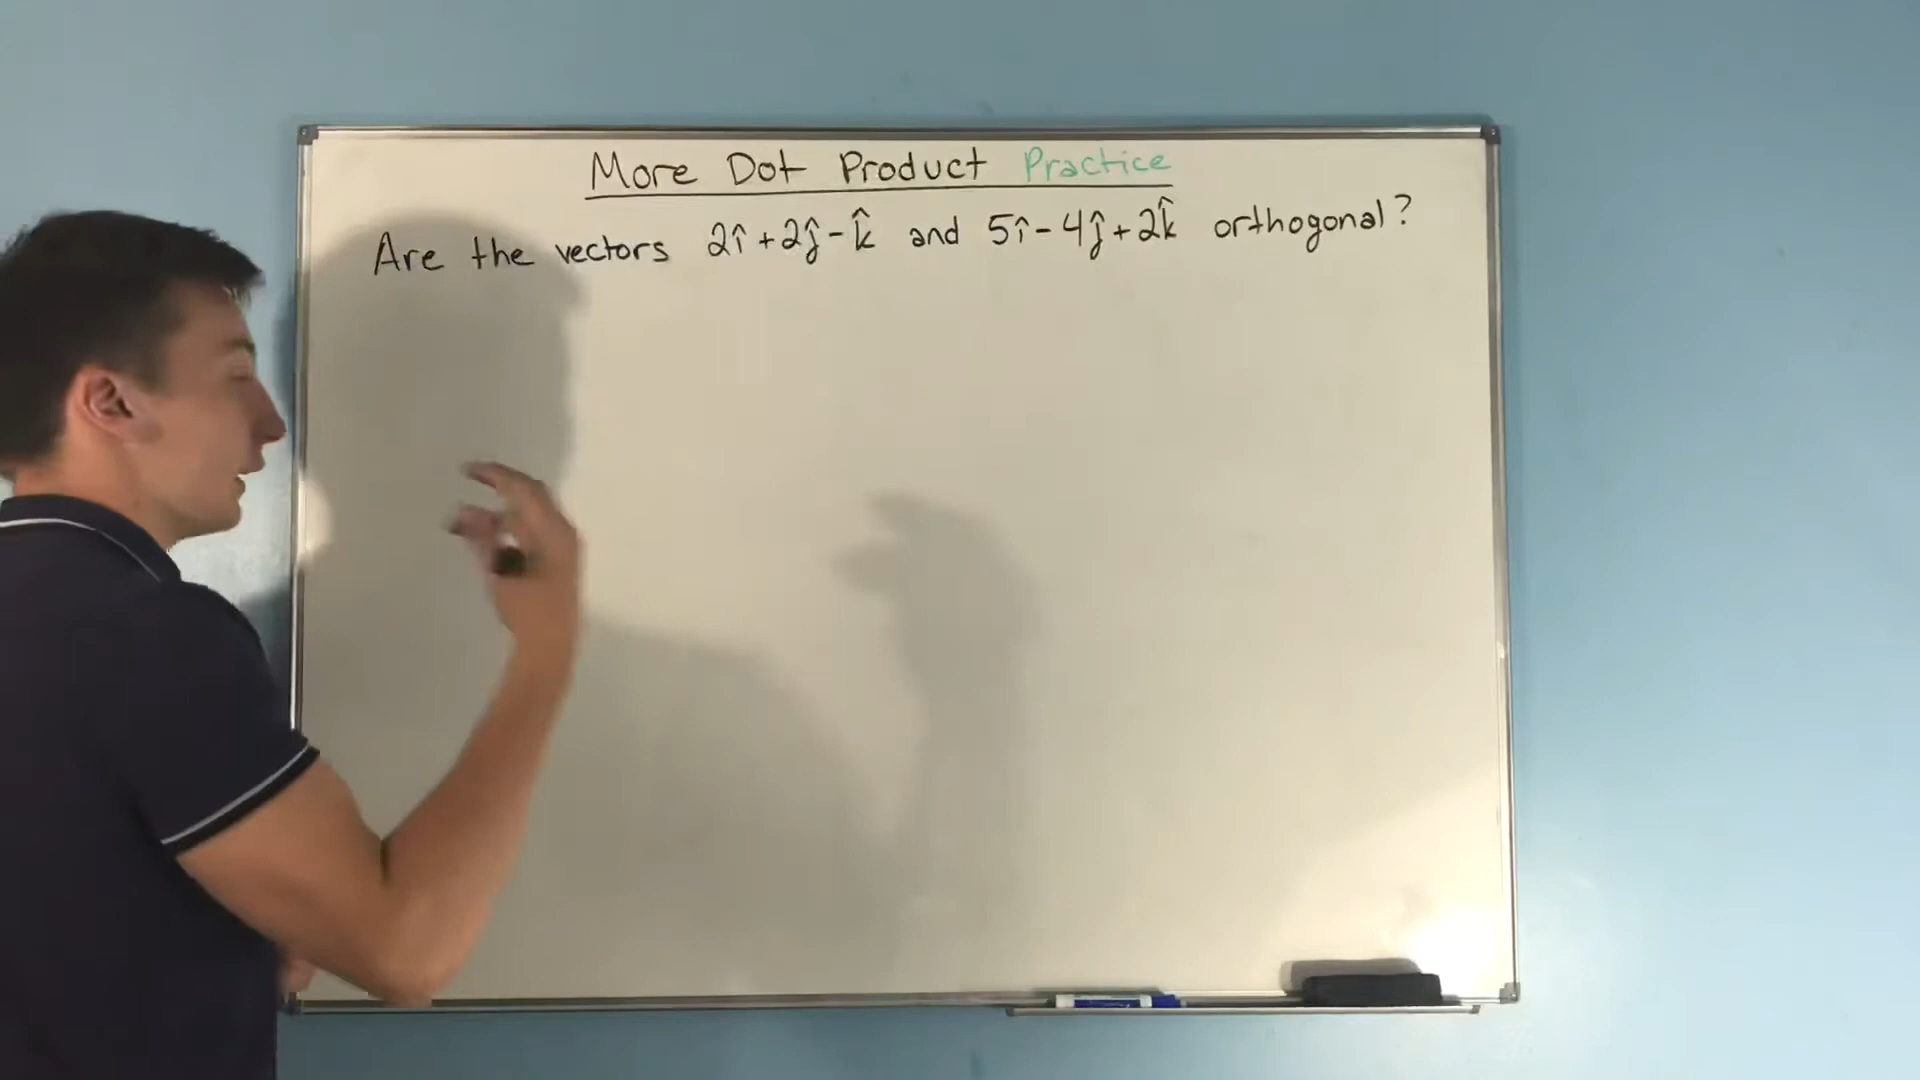 More Dot Product Practice
Are the vectors 2î + 2ĵ - k̂ and 5î - 4ĵ + 2k̂ orthogonal?